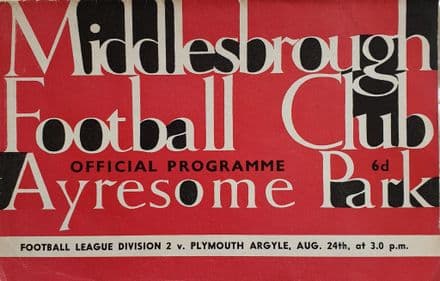 Middlesbrough
Football Club
OFFICIAL PROGRAMME 6d
Ayresome Park
FOOTBALL LEAGUE DIVISION 2 v. PLYMOUTH ARGYLE, AUG. 24th, at 3.0 p.m.